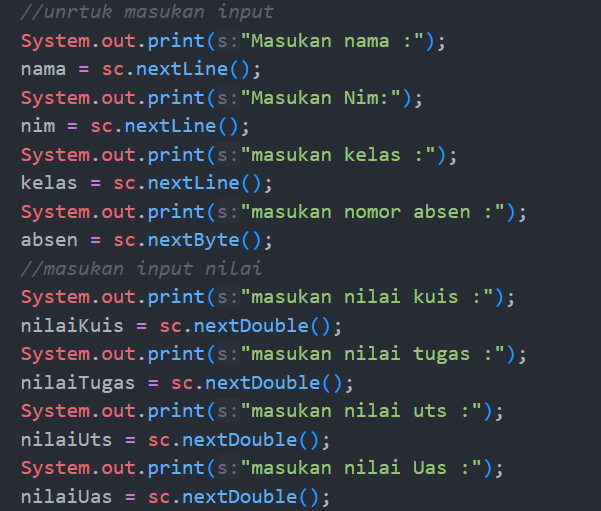 //unrtuk masukan input
System.out.print(s:"Masukan nama :");
nama = sc.nextLine();
System.out.print(s:"Masukan Nim:");
nim = sc.nextLine();
System.out.print(s:"masukan kelas :");
kelas = sc.nextLine();
System.out.print(s:"masukan nomor absen :");
absen = sc.nextByte();
//masukan input nilai
System.out.print(s:"masukan nilai kuis :");
nilaiKuis = sc.nextDouble();
System.out.print(s:"masukan nilai tugas :");
nilaiTugas = sc.nextDouble();
System.out.print(s:"masukan nilai uts :");
nilaiUts = sc.nextDouble();
System.out.print(s:"masukan nilai Uas :");
nilaiUas = sc.nextDouble();